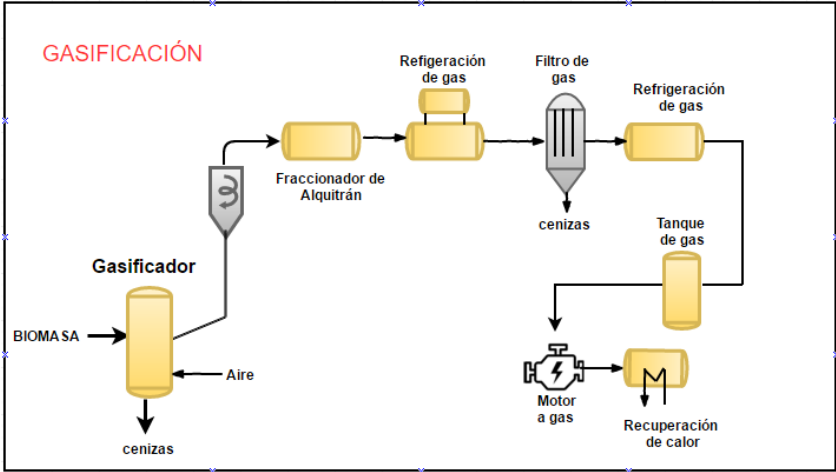 GASIFICACIÓN
Refigeración
de gas
Filtro de
gas
Refrigeración
de gas
Fraccionador de
Alquitrán
cenizas
Tanque
de gas
Gasificador
BIOMASA
Aire
cenizas
Motor
a gas
Recuperación
de calor